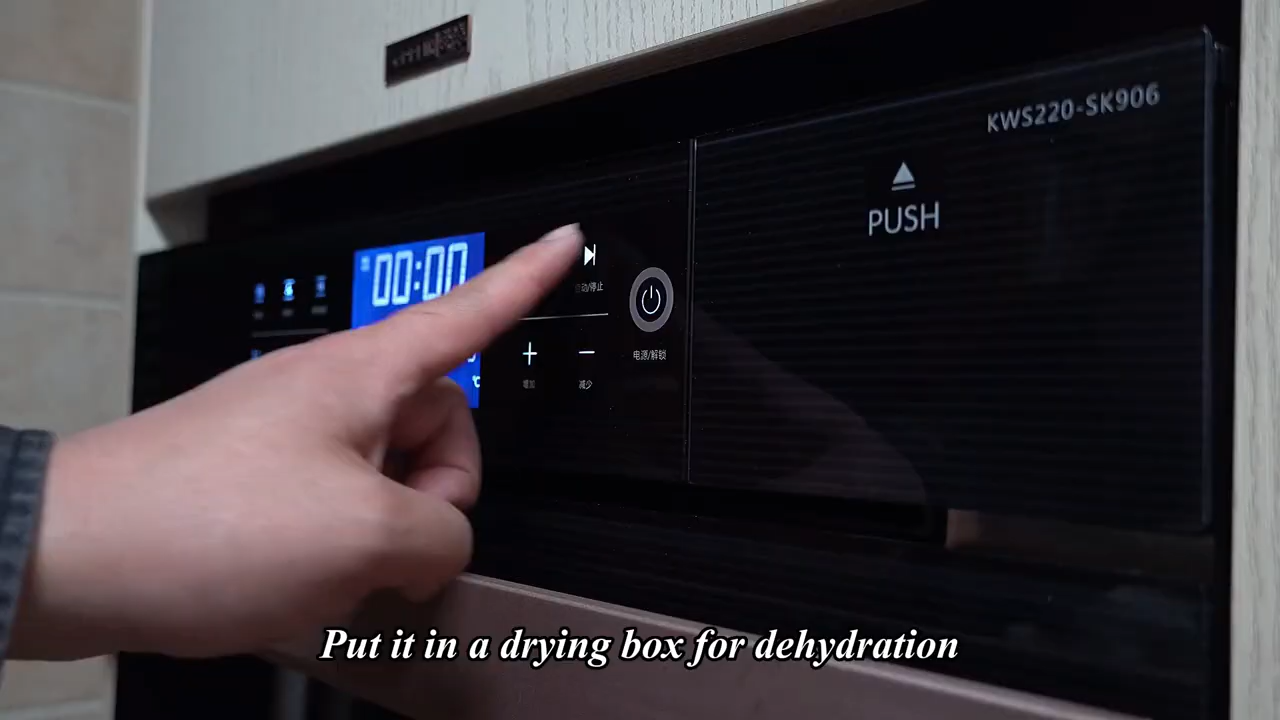 KWS220-SK906
PUSH
00:00
启动/停止
电源/解锁
℃
增加
减少
Put it in a drying box for dehydration